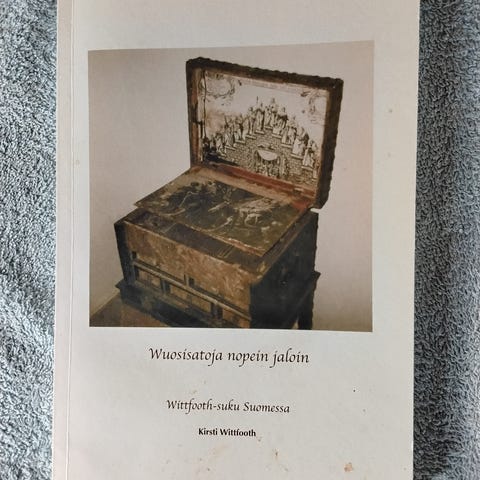 Wuosisatoja nopein jaloin
Wittfooth-suku Suomessa
Kirsti Wittfooth